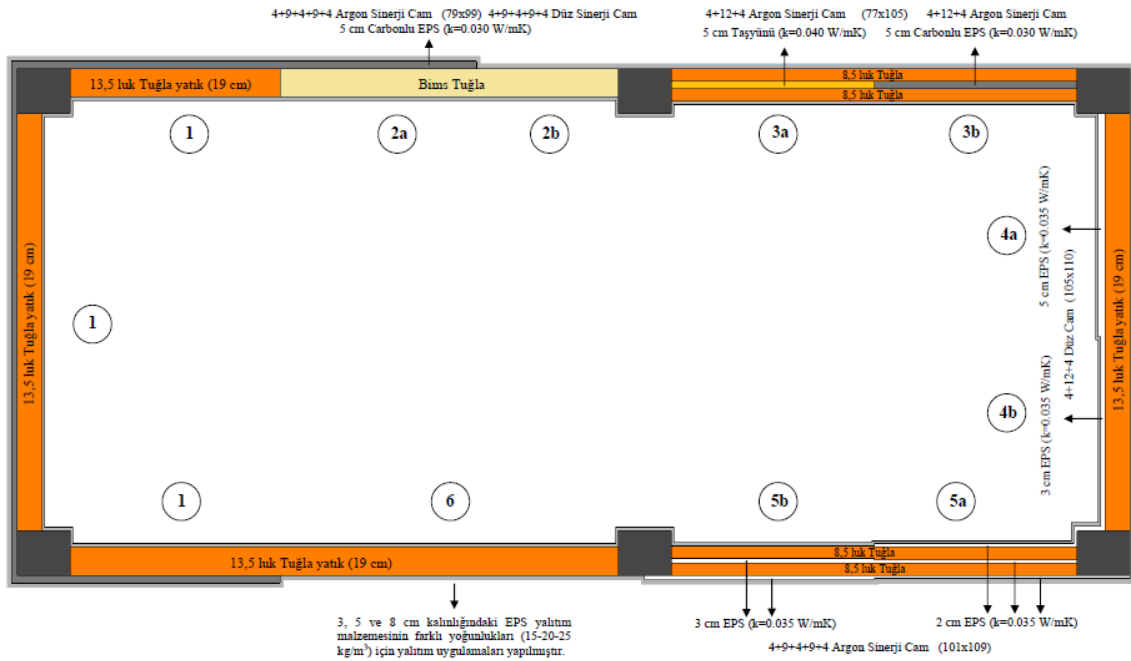 4+9+4+9+4 Argon Sinerji Cam (79x99) 4+9+4+9+4 Düz Sinerji Cam
5 cm Carbonlu EPS (k=0.030 W/mK)
4+12+4 Argon Sinerji Cam (77x105) 4+12+4 Argon Sinerji Cam
5 cm Taşyünü (k=0.040 W/mK) 5 cm Carbonlu EPS (k=0.030 W/mK)
13,5 luk Tuğla yatık (19 cm)
Bims Tuğla
8,5 luk Tuğla
8,5 luk Tuğla
1
2a
2b
3a
3b
13,5 luk Tuğla yatık (19 cm)
1
4a
5 cm EPS (k=0.035 W/mK)
4b
3 cm EPS (k=0.035 W/mK)
4+12+4 Düz Cam (105x110)
13,5 luk Tuğla yatık (19 cm)
1
6
5b
5a
13,5 luk Tuğla yatık (19 cm)
8,5 luk Tuğla
8,5 luk Tuğla
3, 5 ve 8 cm kalınlığındaki EPS yalıtım
malzemesinin farklı yoğunlukları (15-20-25
kg/m³) için yalıtım uygulamaları yapılmıştır.
3 cm EPS (k=0.035 W/mK)
2 cm EPS (k=0.035 W/mK)
4+9+4+9+4 Argon Sinerji Cam (101x109)